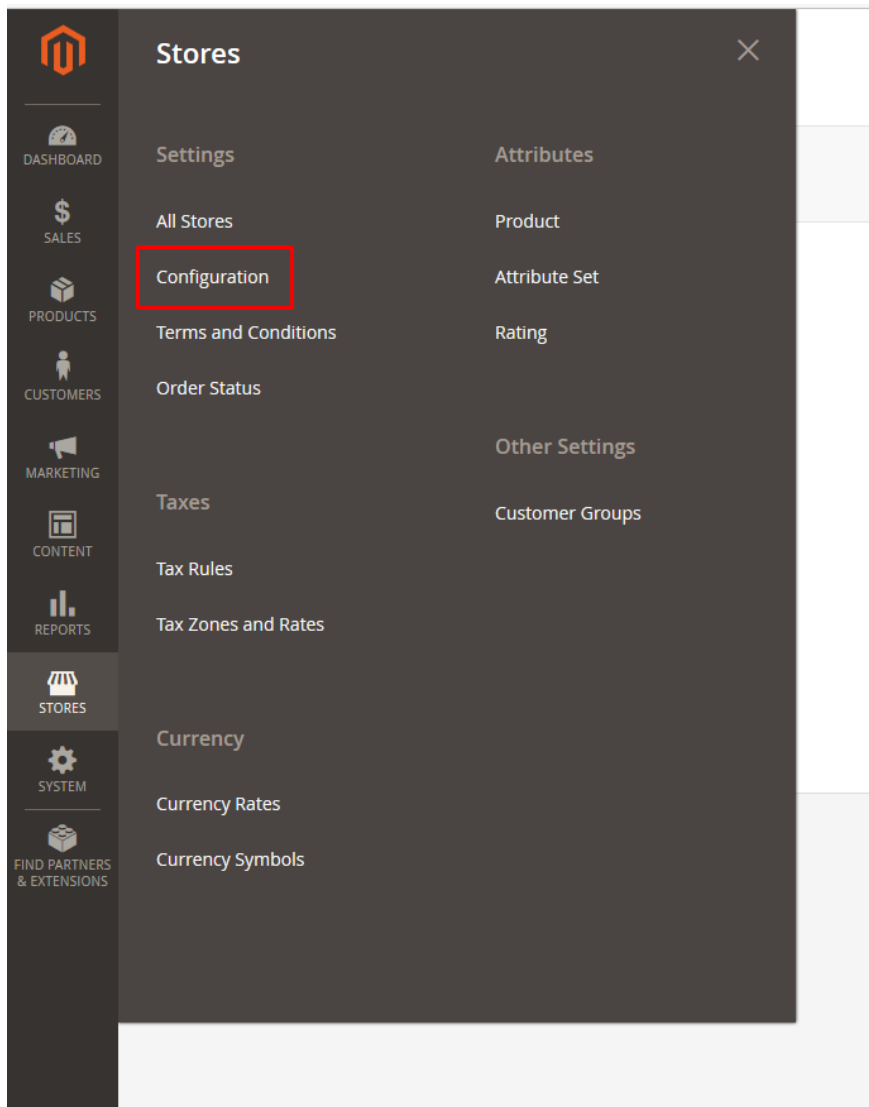 DASHBOARD
SALES
PRODUCTS
CUSTOMERS
MARKETING
CONTENT
REPORTS
STORES
SYSTEM
FIND PARTNERS
& EXTENSIONS
Stores
Settings
All Stores
Configuration
Terms and Conditions
Order Status
Taxes
Tax Rules
Tax Zones and Rates
Currency
Currency Rates
Currency Symbols
Attributes
Product
Attribute Set
Rating
Other Settings
Customer Groups